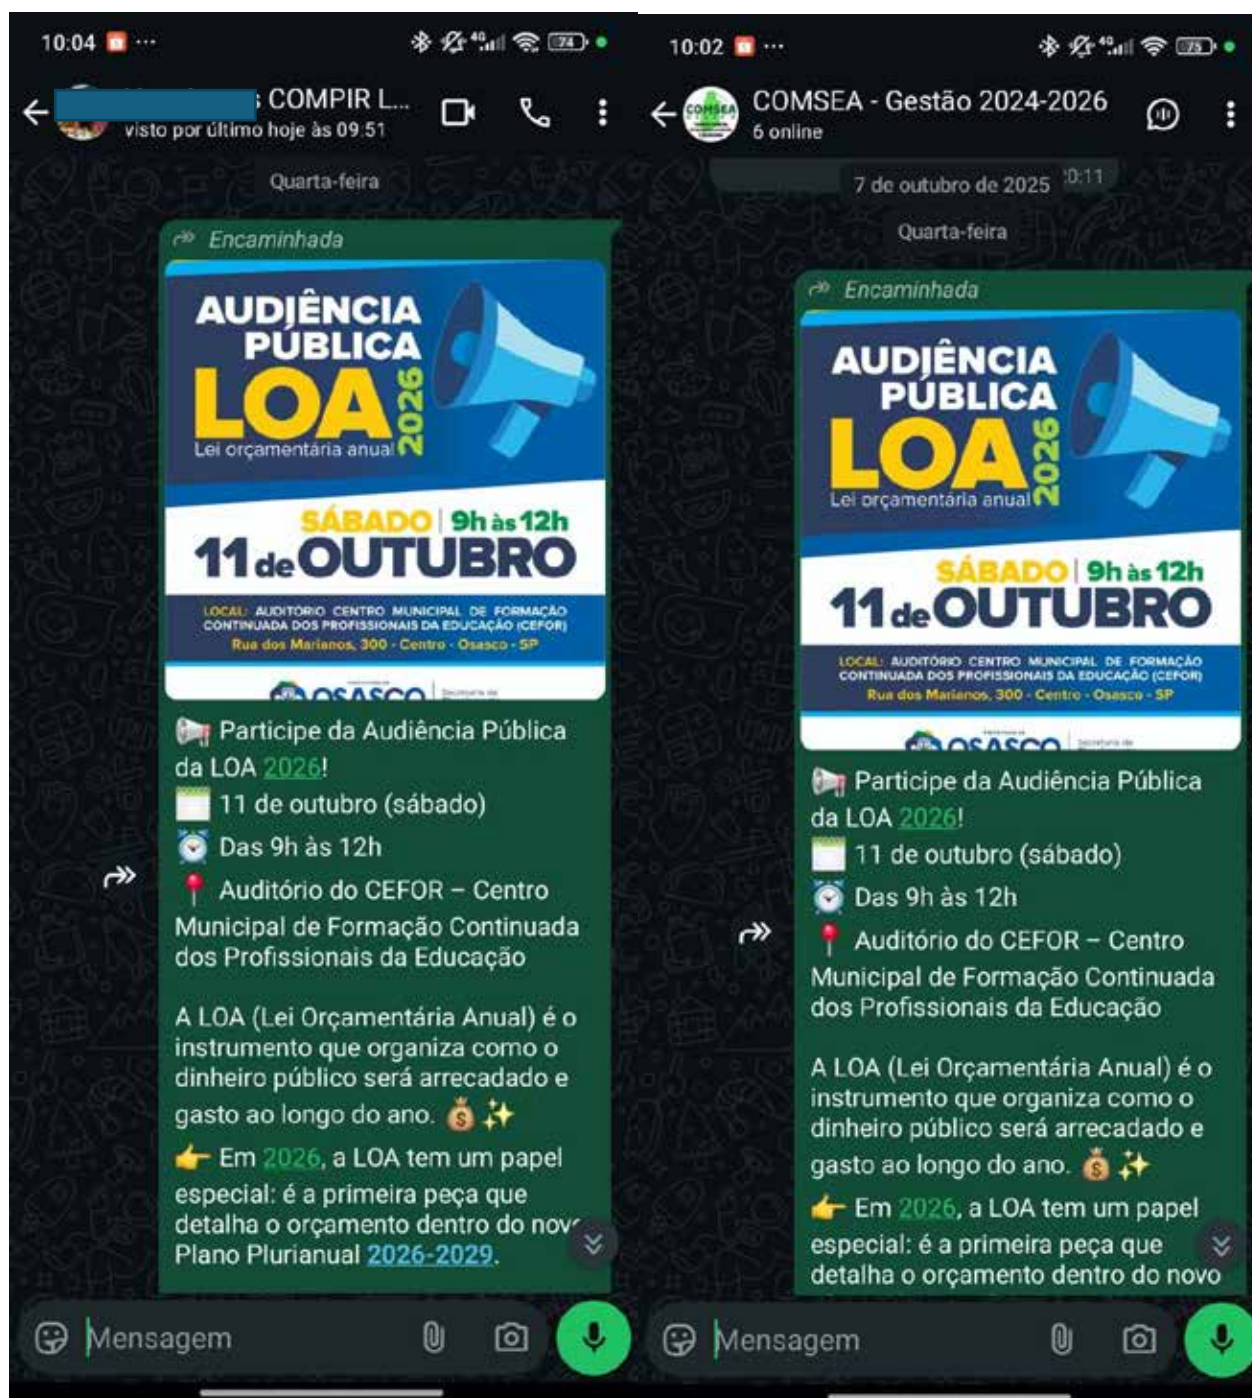 10:04
74
COMPIR L...
visto por último hoje às 09:51
Quarta-feira
Encaminhada
AUDIÊNCIA
PÚBLICA
LOA
2026
Lei orçamentária anual
SÁBADO | 9h às 12h
11 de OUTUBRO
LOCAL: AUDITÓRIO CENTRO MUNICIPAL DE FORMAÇÃO
CONTINUADA DOS PROFISSIONAIS DA EDUCAÇÃO (CEFOR)
Rua dos Marianos, 300 - Centro - Osasco - SP
OSASCO
Participe da Audiência Pública
da LOA 2026!
11 de outubro (sábado)
Das 9h às 12h
Auditório do CEFOR – Centro
Municipal de Formação Continuada
dos Profissionais da Educação
A LOA (Lei Orçamentária Anual) é o
instrumento que organiza como o
dinheiro público será arrecadado e
gasto ao longo do ano. 💰✨
👉 Em 2026, a LOA tem um papel
especial: é a primeira peça que
detalha o orçamento dentro do novo
Plano Plurianual 2026-2029.
Mensagem
10:02
75
COMSEA - Gestão 2024-2026
6 online
7 de outubro de 2025
Quarta-feira
Encaminhada
AUDIÊNCIA
PÚBLICA
LOA
2026
Lei orçamentária anual
SÁBADO | 9h às 12h
11 de OUTUBRO
LOCAL: AUDITÓRIO CENTRO MUNICIPAL DE FORMAÇÃO
CONTINUADA DOS PROFISSIONAIS DA EDUCAÇÃO (CEFOR)
Rua dos Marianos, 300 - Centro - Osasco - SP
OSASCO
Participe da Audiência Pública
da LOA 2026!
11 de outubro (sábado)
Das 9h às 12h
Auditório do CEFOR – Centro
Municipal de Formação Continuada
dos Profissionais da Educação
A LOA (Lei Orçamentária Anual) é o
instrumento que organiza como o
dinheiro público será arrecadado e
gasto ao longo do ano. 💰✨
👉 Em 2026, a LOA tem um papel
especial: é a primeira peça que
detalha o orçamento dentro do novo
Mensagem